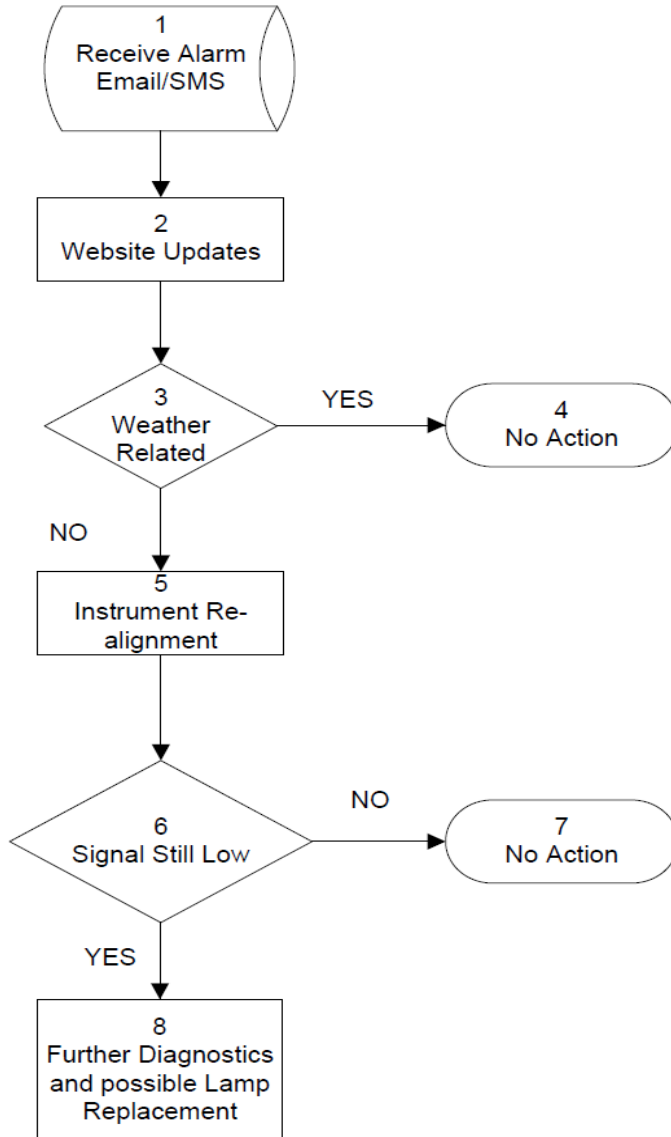 1
Receive Alarm
Email/SMS
2
Website Updates
3
Weather
Related
YES
4
No Action
NO
5
Instrument Re-
alignment
6
Signal Still Low
NO
7
No Action
YES
8
Further Diagnostics
and possible Lamp
Replacement